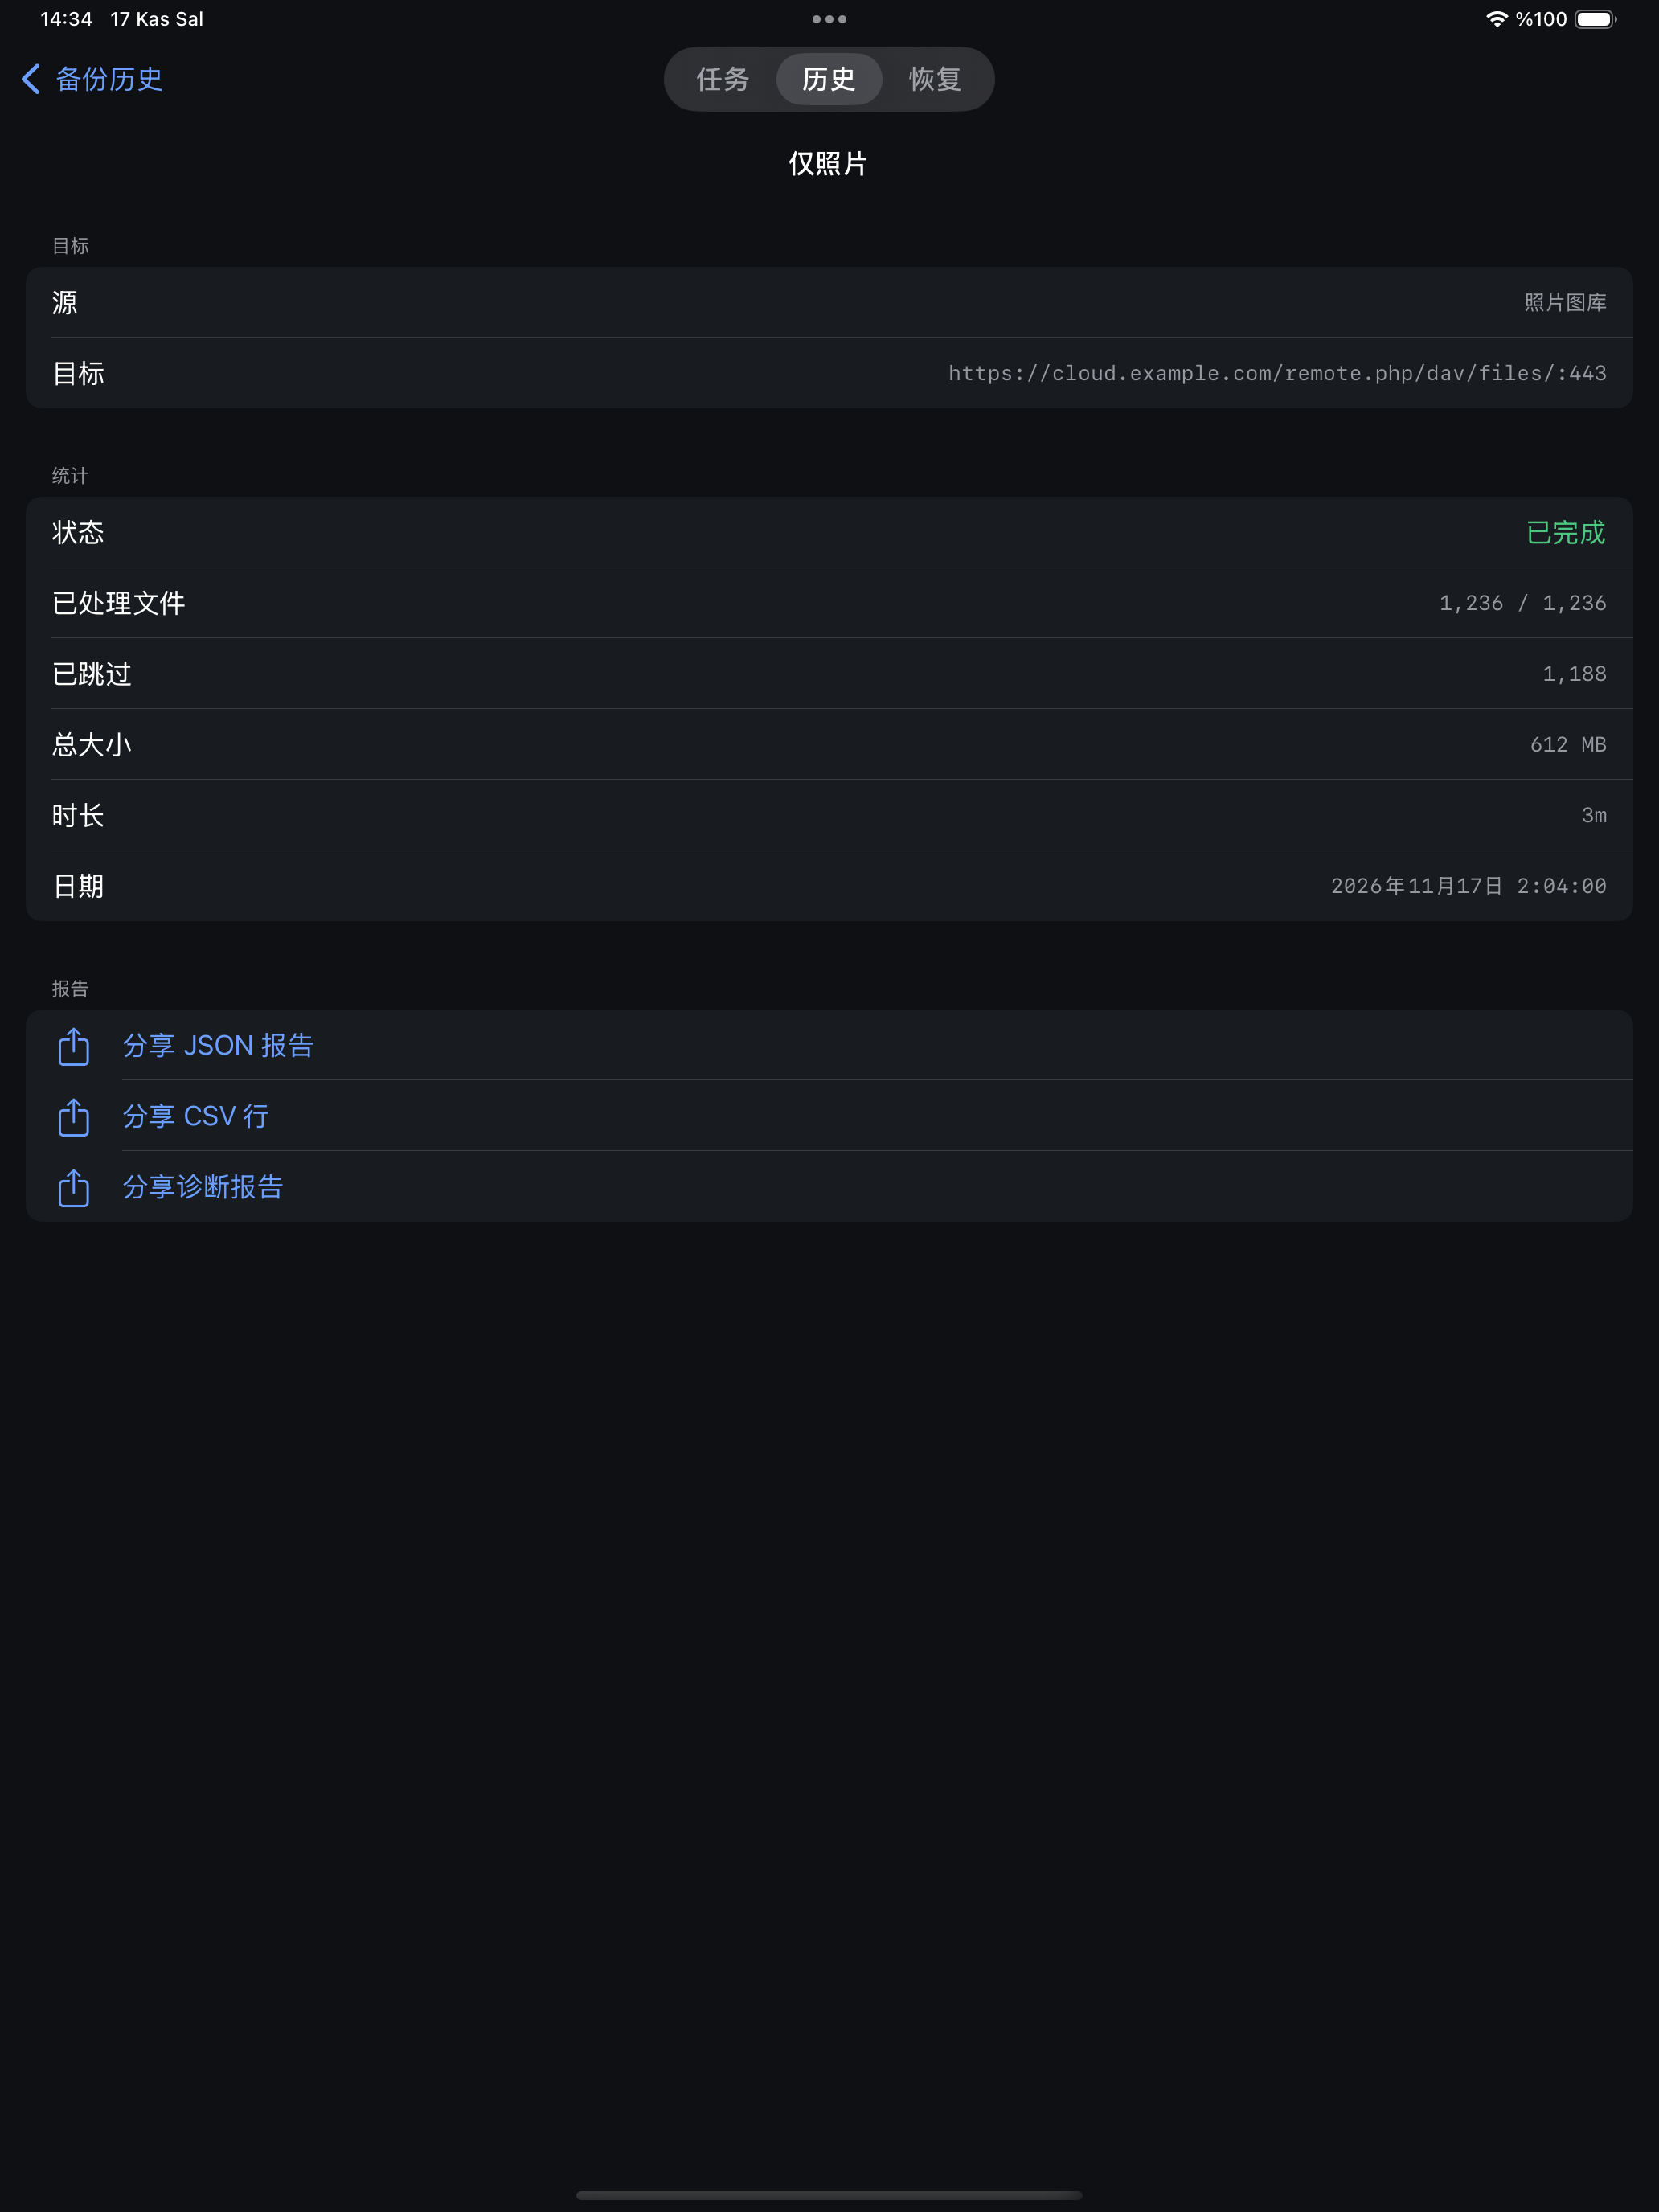 14:34 17 Kas Sal
%100
备份历史
任务 历史 恢复
仅照片
目标
源 照片图库
目标 https://cloud.example.com/remote.php/dav/files/:443
统计
状态 已完成
已处理文件 1,236 / 1,236
已跳过 1,188
总大小 612 MB
时长 3m
日期 2026年11月17日 2:04:00
报告
分享 JSON 报告
分享 CSV 行
分享诊断报告